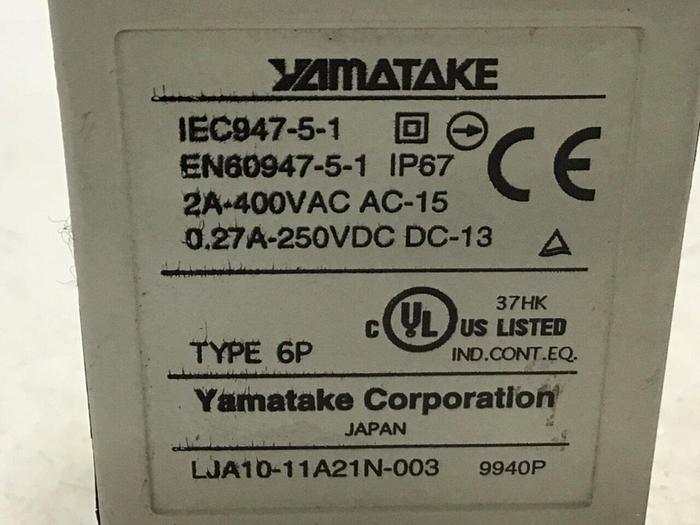 YAMATAKE
IEC947-5-1
EN60947-5-1 IP67
CE
2A-400VAC AC-15
0.27A-250VDC DC-13
37HK
C UL US LISTED
TYPE 6P
IND.CONT.EQ.
Yamatake Corporation
JAPAN
LJA10-11A21N-003 9940P